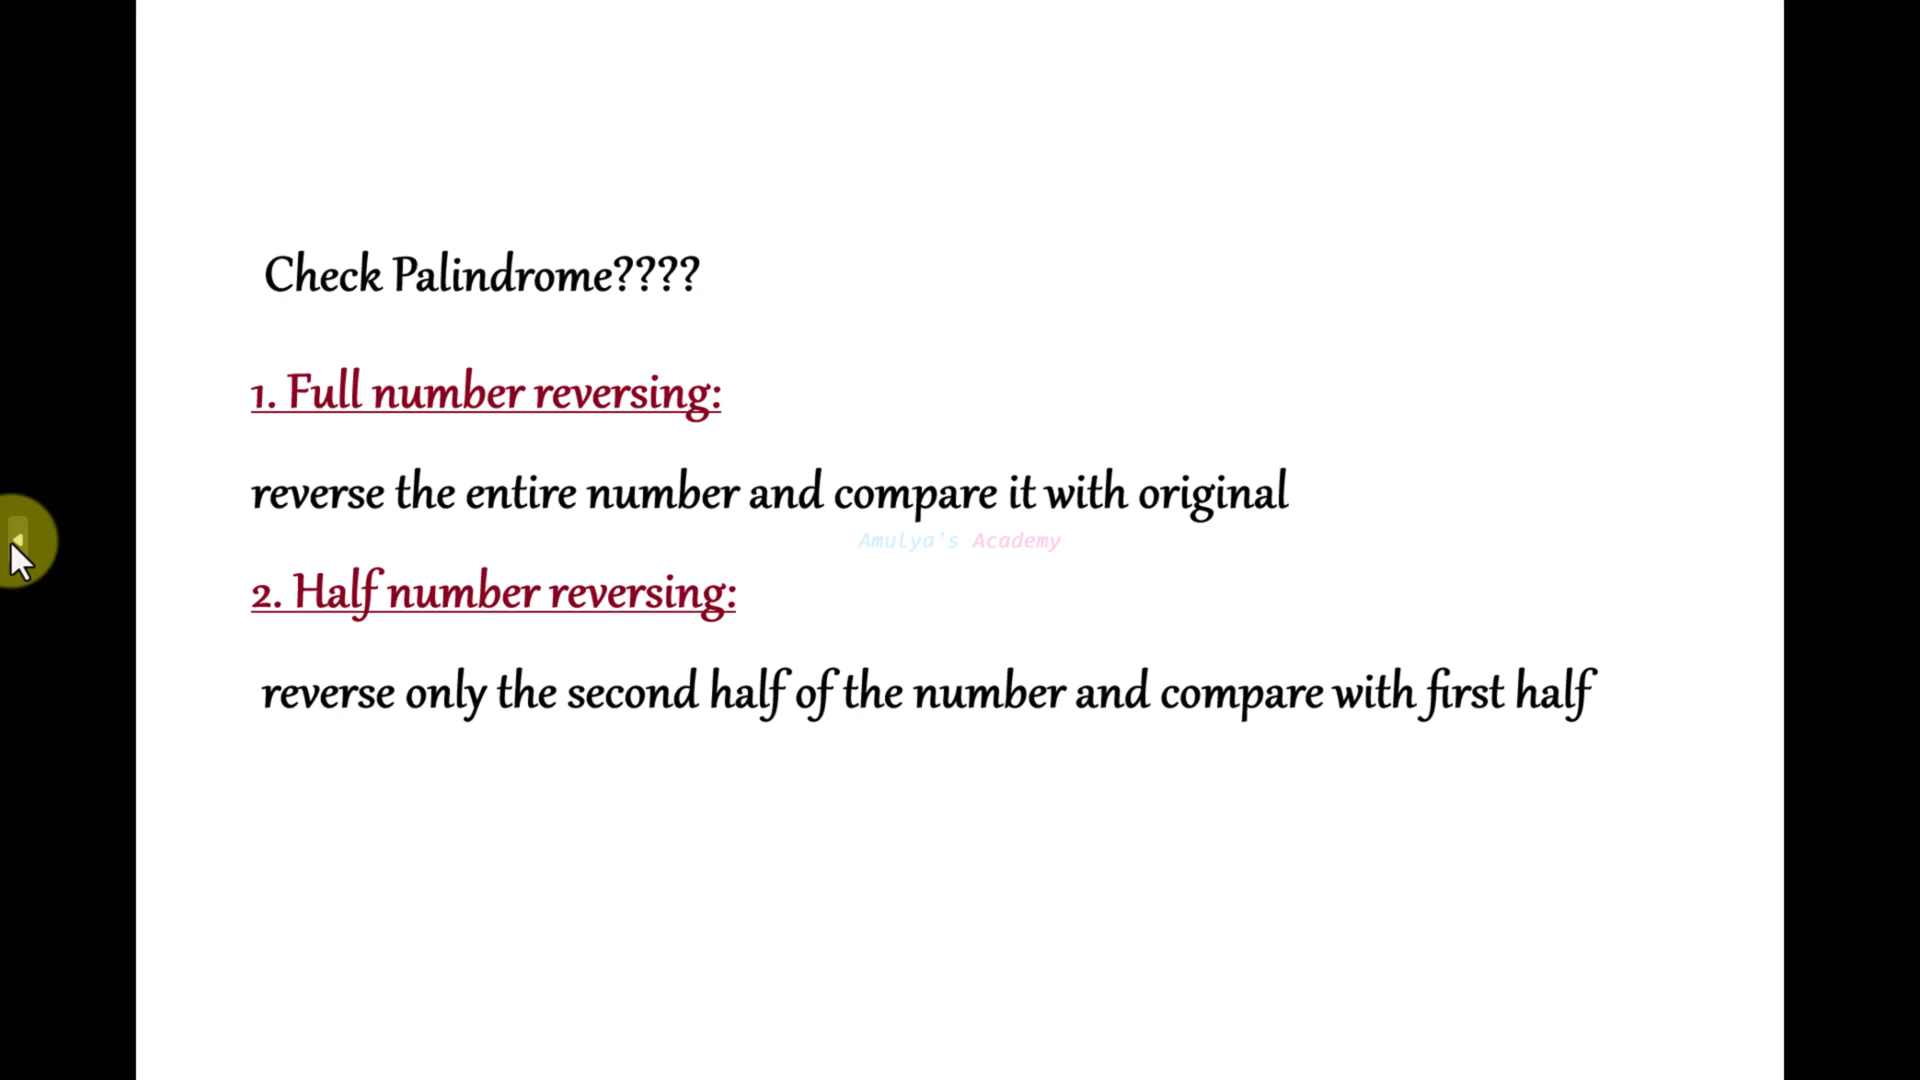 Check Palindrome????
1. Full number reversing:
reverse the entire number and compare it with original
Amulya's Academy
2. Half number reversing:
reverse only the second half of the number and compare with first half